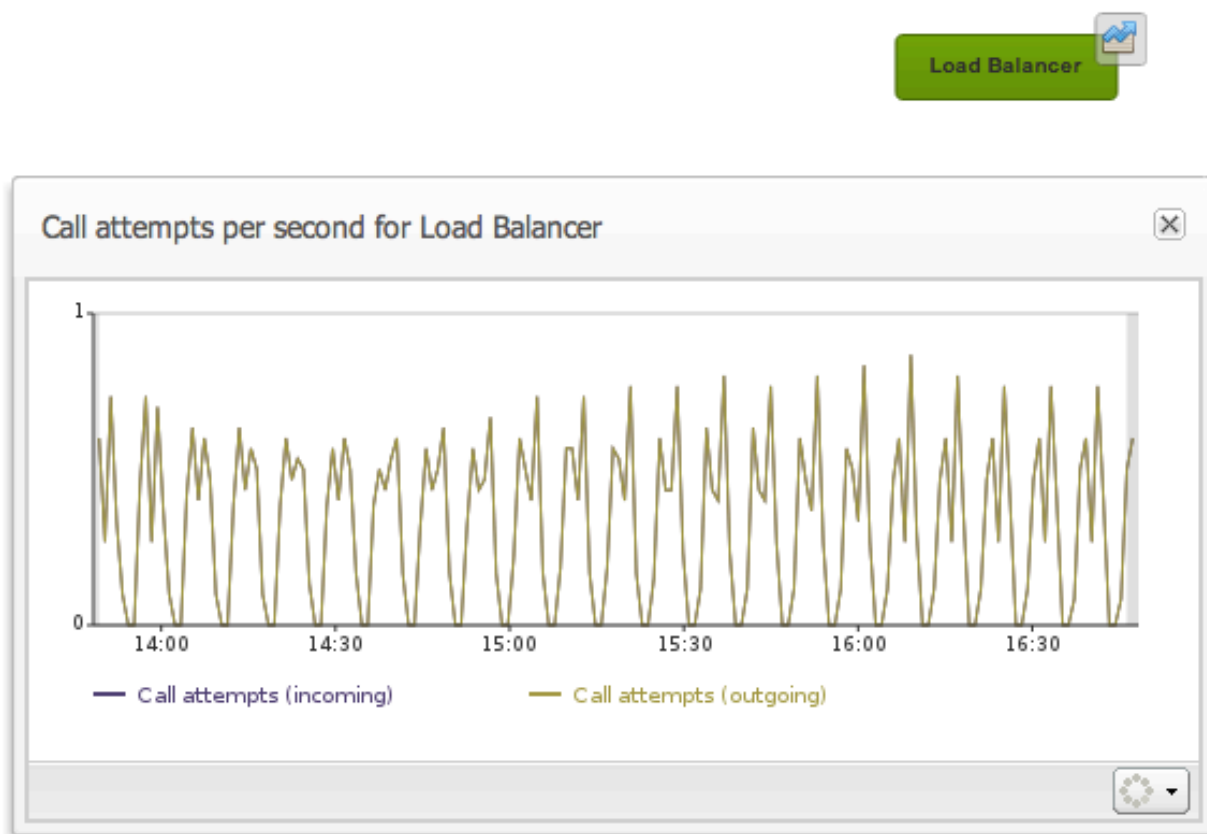 Load Balancer
Call attempts per second for Load Balancer
1
0
14:00 14:30 15:00 15:30 16:00 16:30
Call attempts (incoming) Call attempts (outgoing)